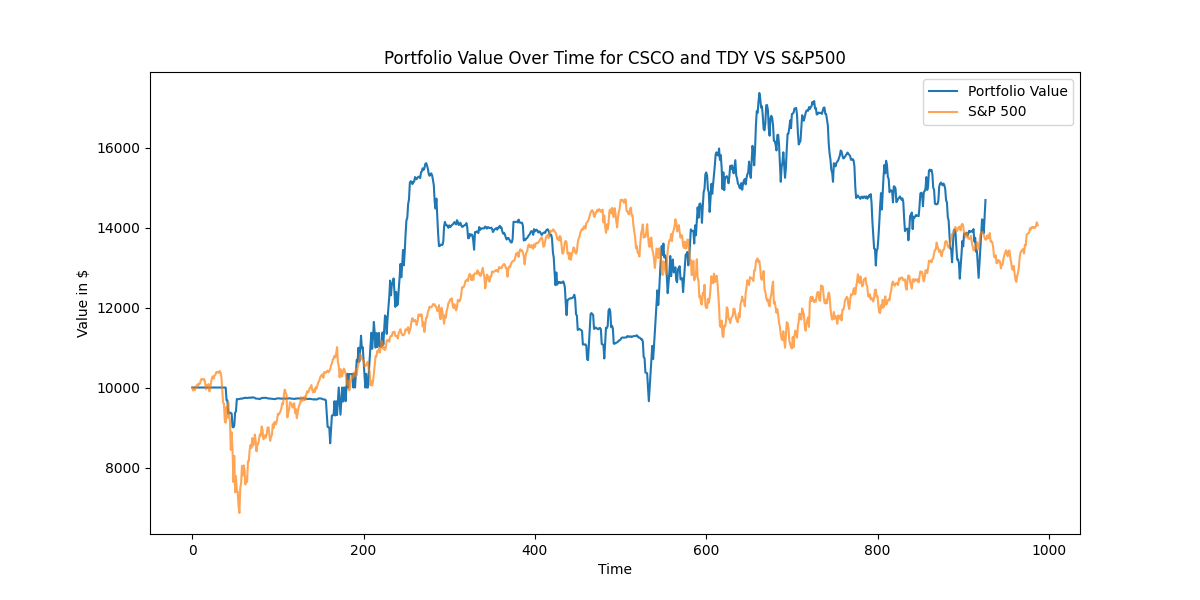 Portfolio Value Over Time for CSCO and TDY VS S&P500
Portfolio Value
S&P 500
Value in $
16000
14000
12000
10000
8000
0 200 400 600 800 1000
Time